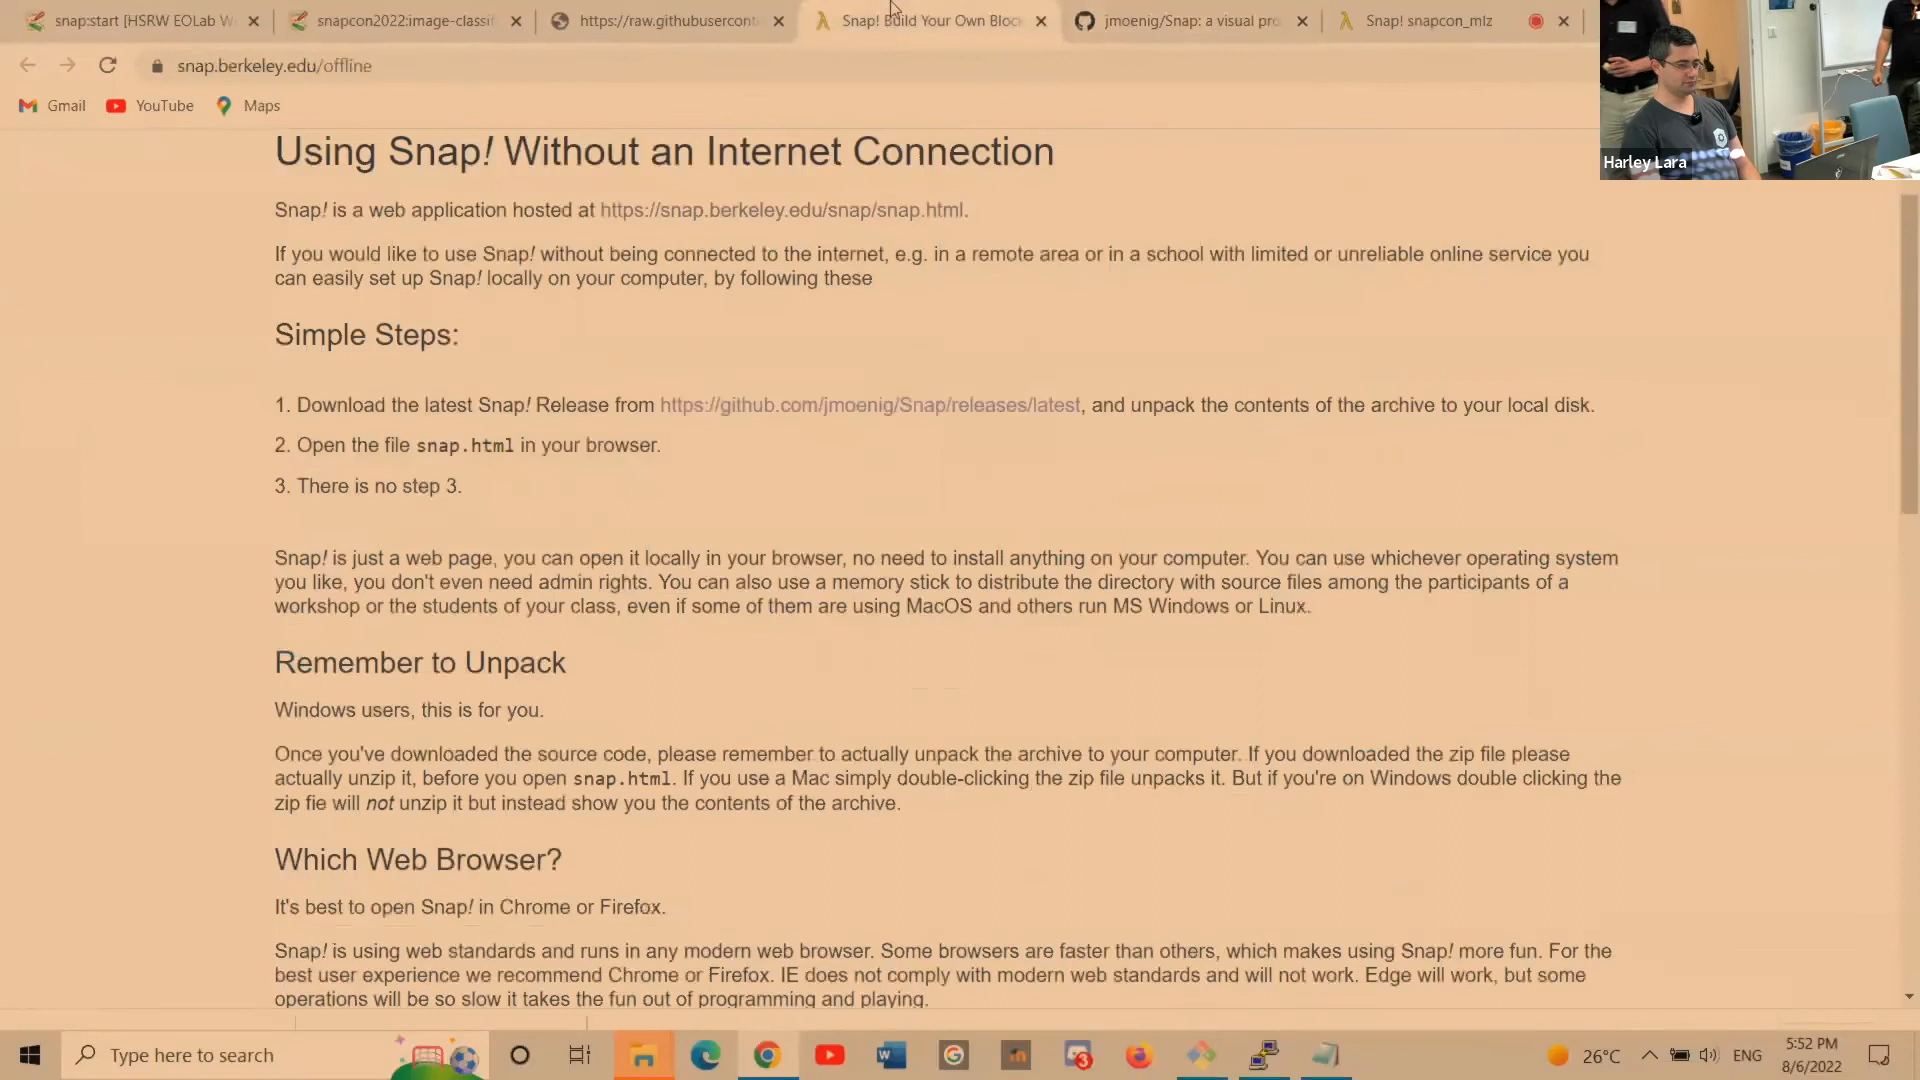 snap:start [HSRW EOLab W
snapcon2022:image-classif
https://raw.githubusercont
Snap! Build Your Own Bloc
jmoenig/Snap: a visual pro
Snap! snapcon_mlz
snap.berkeley.edu/offline
Gmail
YouTube
Maps
Harley Lara
Using Snap! Without an Internet Connection
Snap! is a web application hosted at https://snap.berkeley.edu/snap/snap.html.
If you would like to use Snap! without being connected to the internet, e.g. in a remote area or in a school with limited or unreliable online service you
can easily set up Snap! locally on your computer, by following these
Simple Steps:
1. Download the latest Snap! Release from https://github.com/jmoenig/Snap/releases/latest, and unpack the contents of the archive to your local disk.
2. Open the file snap.html in your browser.
3. There is no step 3.
Snap! is just a web page, you can open it locally in your browser, no need to install anything on your computer. You can use whichever operating system
you like, you don't even need admin rights. You can also use a memory stick to distribute the directory with source files among the participants of a
workshop or the students of your class, even if some of them are using MacOS and others run MS Windows or Linux.
Remember to Unpack
Windows users, this is for you.
Once you've downloaded the source code, please remember to actually unpack the archive to your computer. If you downloaded the zip file please
actually unzip it, before you open snap.html. If you use a Mac simply double-clicking the zip file unpacks it. But if you're on Windows double clicking the
zip fie will not unzip it but instead show you the contents of the archive.
Which Web Browser?
It's best to open Snap! in Chrome or Firefox.
Snap! is using web standards and runs in any modern web browser. Some browsers are faster than others, which makes using Snap! more fun. For the
best user experience we recommend Chrome or Firefox. IE does not comply with modern web standards and will not work. Edge will work, but some
operations will be so slow it takes the fun out of programming and playing.
Type here to search
3
26°C
ENG
5:52 PM
8/6/2022